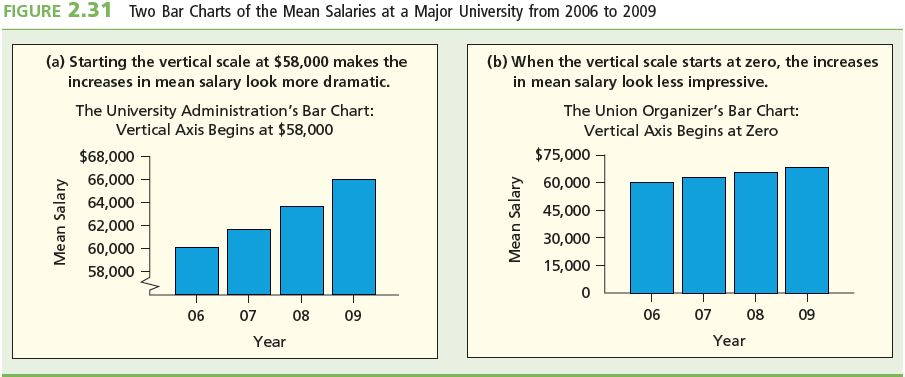 FIGURE 2.31 Two Bar Charts of the Mean Salaries at a Major University from 2006 to 2009
(a) Starting the vertical scale at $58,000 makes the
increases in mean salary look more dramatic.
The University Administration's Bar Chart:
Vertical Axis Begins at $58,000
Mean Salary
$68,000
66,000
64,000
62,000
60,000
58,000
06 07 08 09
Year
(b) When the vertical scale starts at zero, the increases
in mean salary look less impressive.
The Union Organizer's Bar Chart:
Vertical Axis Begins at Zero
Mean Salary
$75,000
60,000
45,000
30,000
15,000
0
06 07 08 09
Year